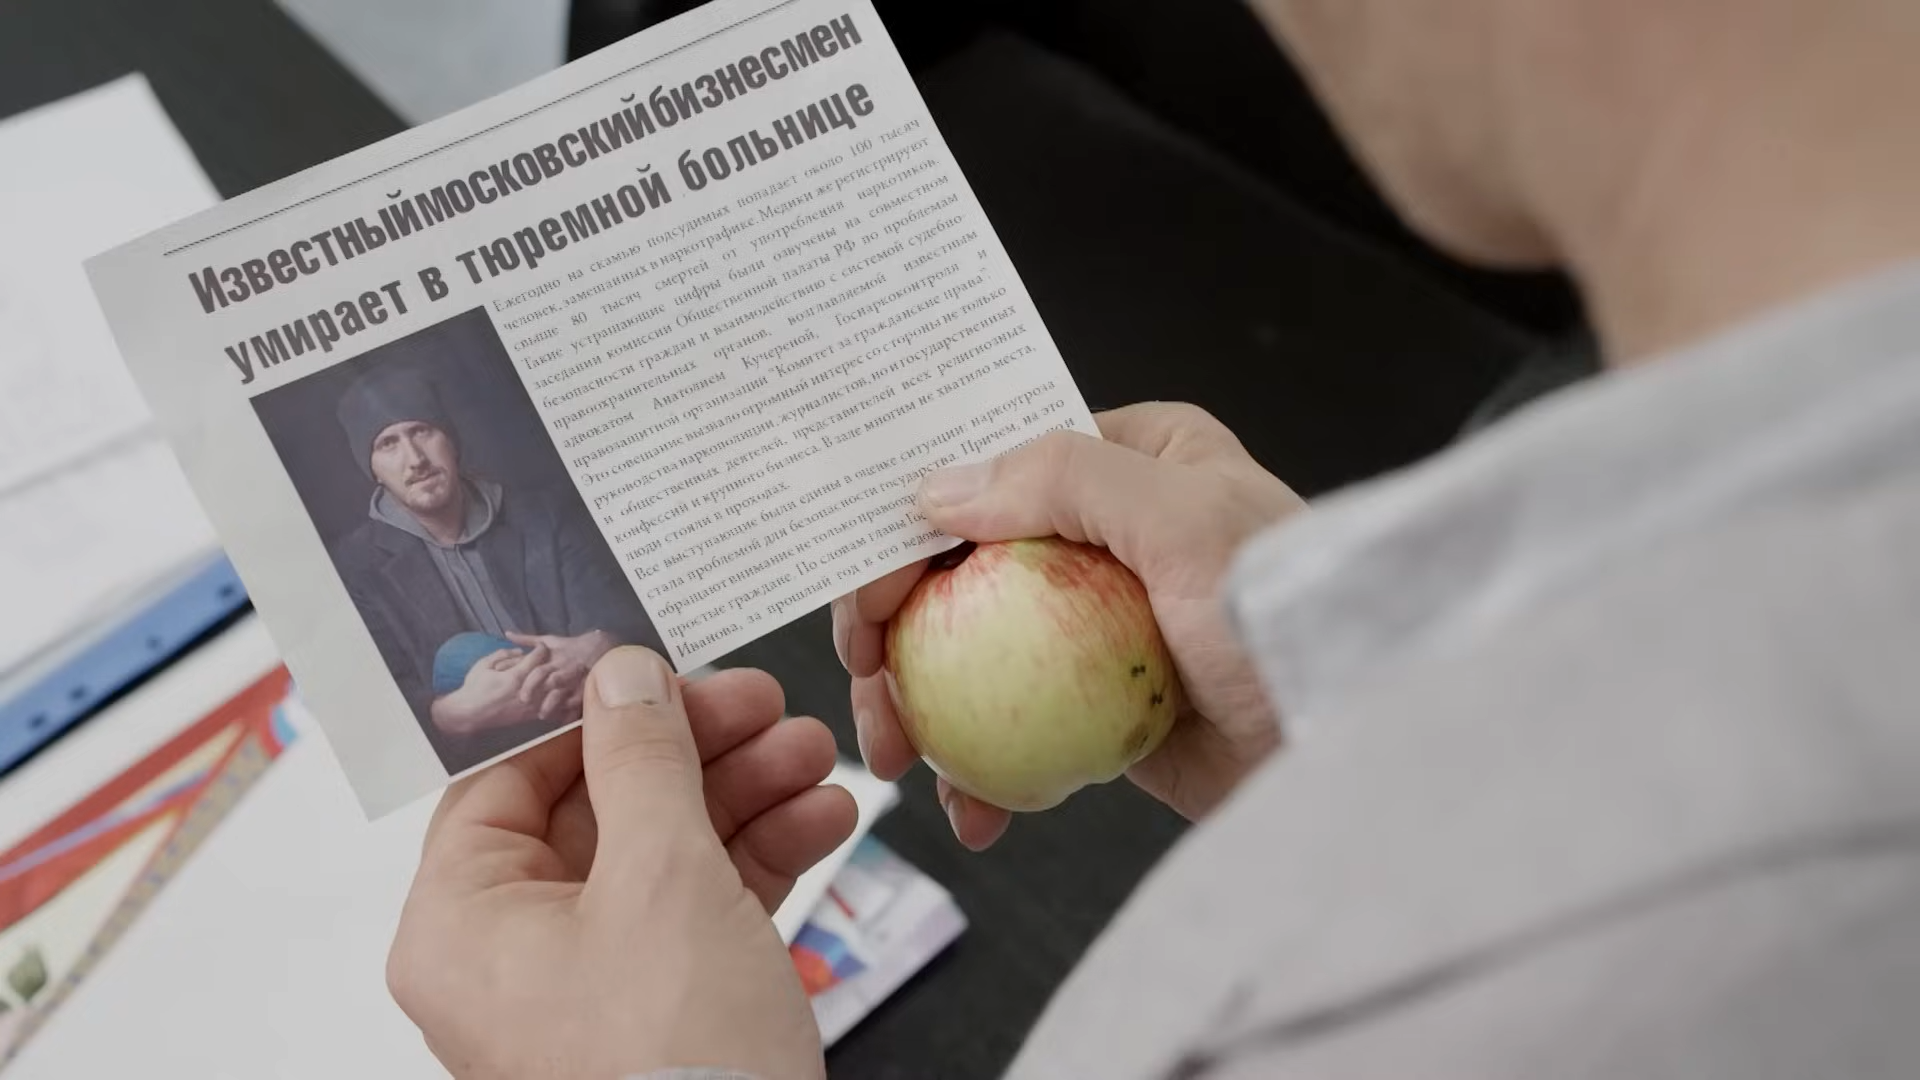 Известныймосковскийбизнесмен
умирает в тюремной больнице
Ежегодно на скамью подсудимых попадает около 100 тысяч
человек, замешанных в наркотрафике. Медики же регистрируют
свыше 80 тысяч смертей от употребления наркотиков.
Такие устрашающие цифры были озвучены на совместном
заседании комиссии Общественной палаты РФ по проблемам
безопасности граждан и взаимодействию с системой судебно-
правоохранительных органов, возглавляемой известным
адвокатом Анатолием Кучереной, Госнаркоконтроля и
правозащитной организации "Комитет за гражданские права".
Это совещание вызвало огромный интерес со стороны не только
руководства наркополиции, журналистов, но и государственных
и общественных деятелей, представителей всех религиозных
конфессий и крупного бизнеса. В зале многим не хватило места,
люди стояли в проходах.
Все выступающие были едины в оценке ситуации: наркоугроза
стала проблемой для безопасности государства. Причем, на это
обращают внимание не только но и
простые граждане. По словам главы
Иванова, за прошлый год в его